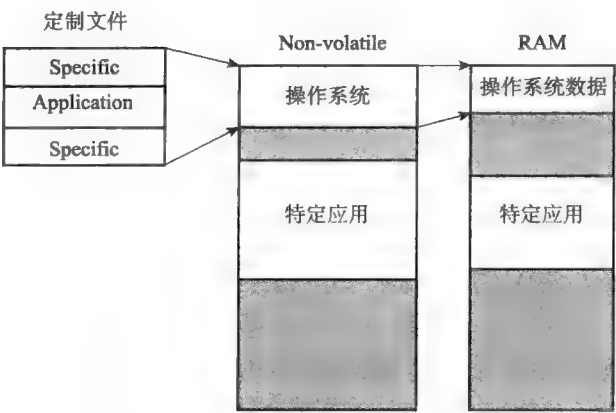 定制文件
Specific
Application
Specific
Non-volatile
操作系统
特定应用
RAM
操作系统数据
特定应用